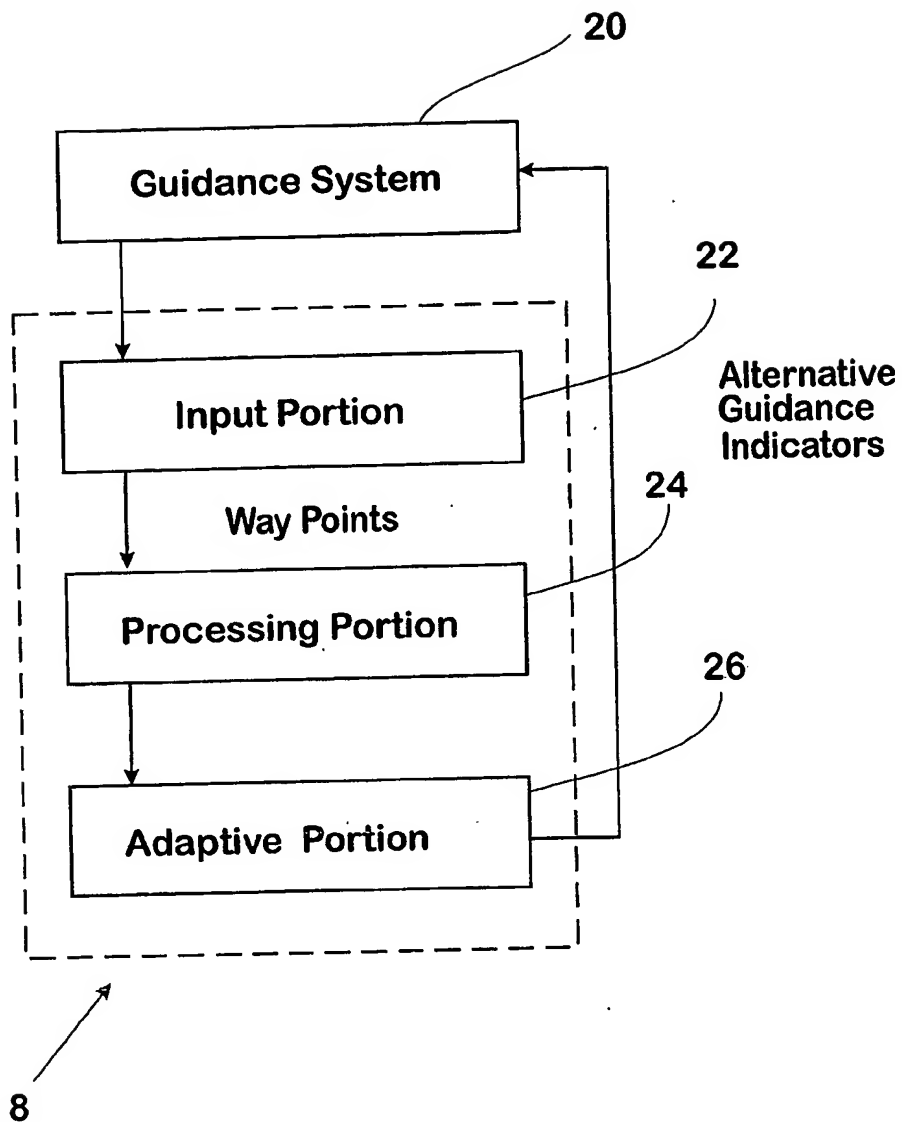 20
Guidance System
22
Input Portion
Alternative
Guidance
Indicators
Way Points
24
Processing Portion
26
Adaptive Portion
8